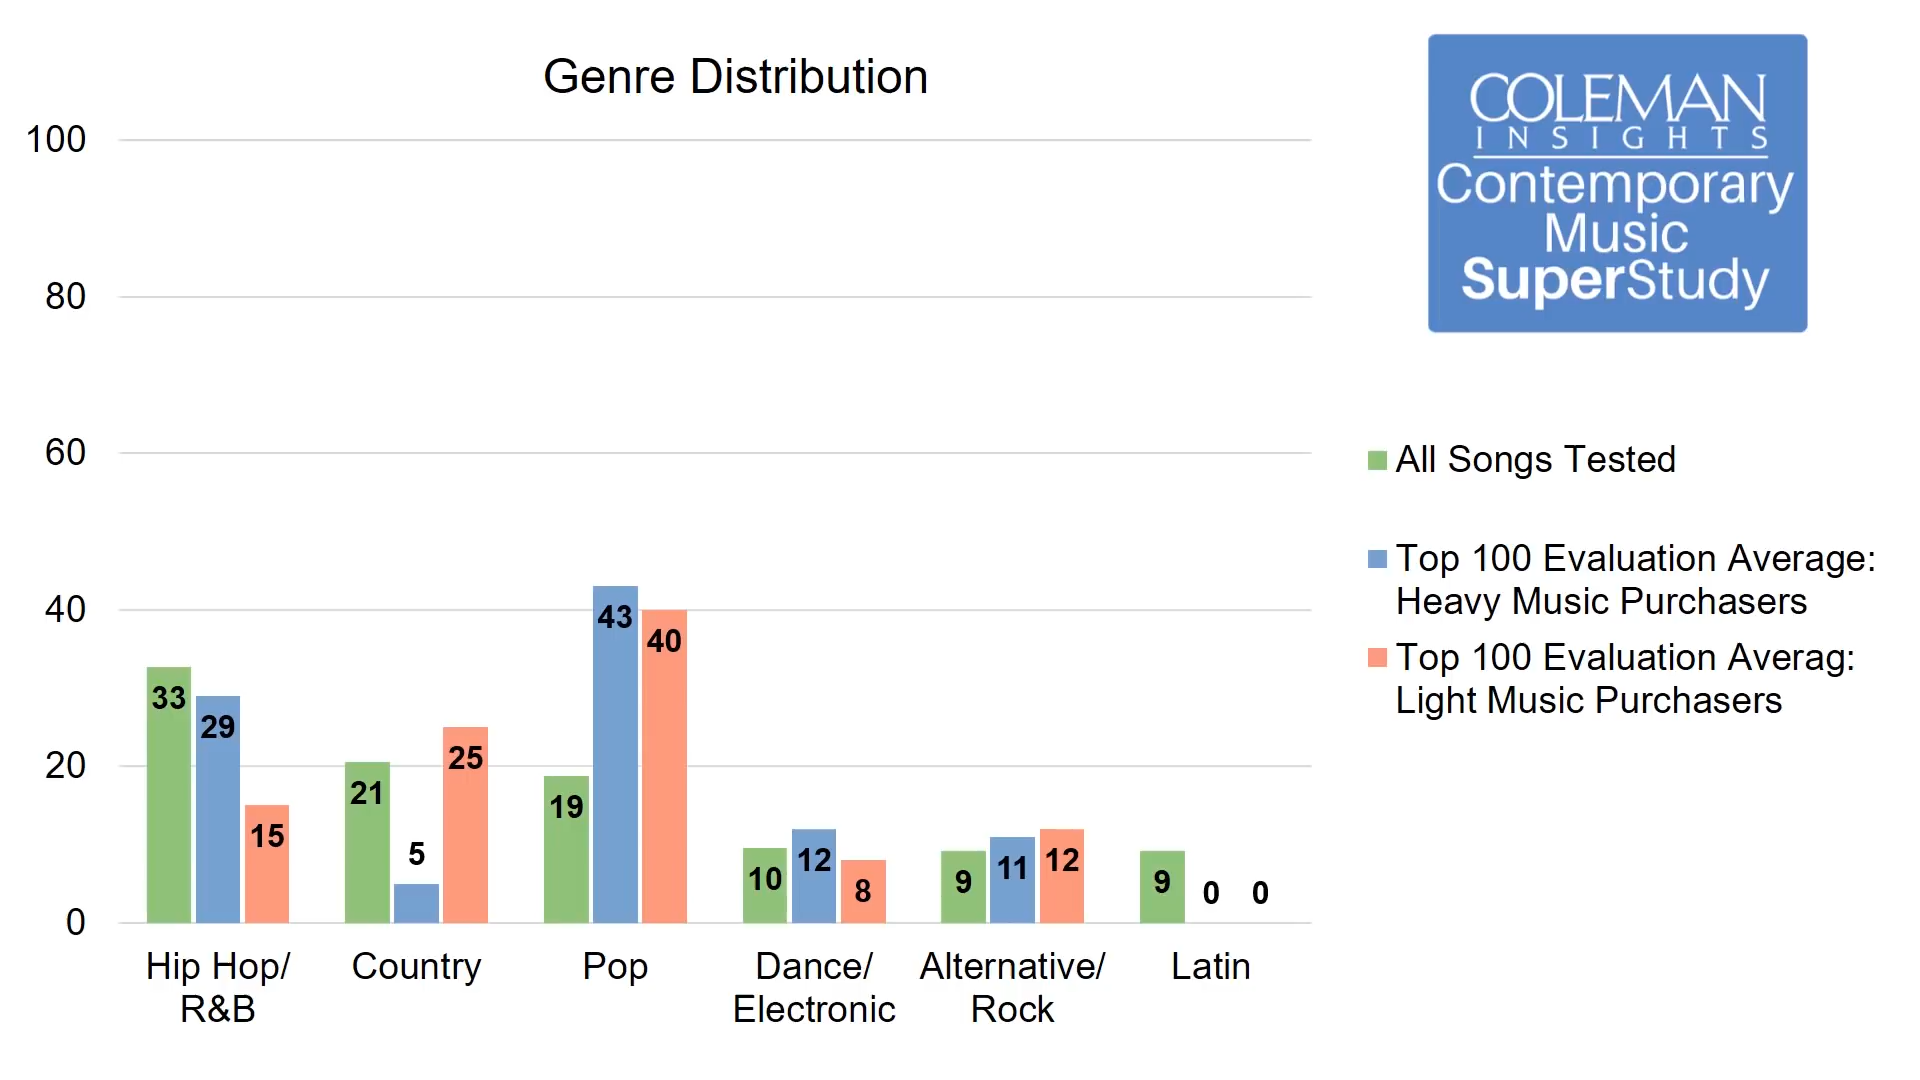 Genre Distribution
COLEMAN
INSIGHTS
Contemporary
Music
SuperStudy
100
80
60
40
20
0
33
29
15
21
5
25
19
43
40
10
12
8
9
11
12
9
0
0
Hip Hop/
R&B
Country
Pop
Dance/
Electronic
Alternative/
Rock
Latin
All Songs Tested
Top 100 Evaluation Average:
Heavy Music Purchasers
Top 100 Evaluation Averag:
Light Music Purchasers